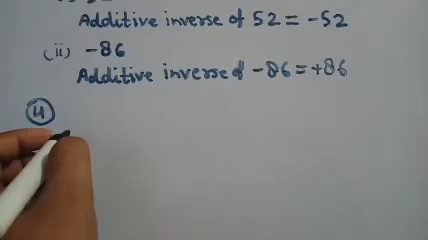 Additive inverse of 52 = -52
(ii) -86
Additive inverse of -86 = +86
4